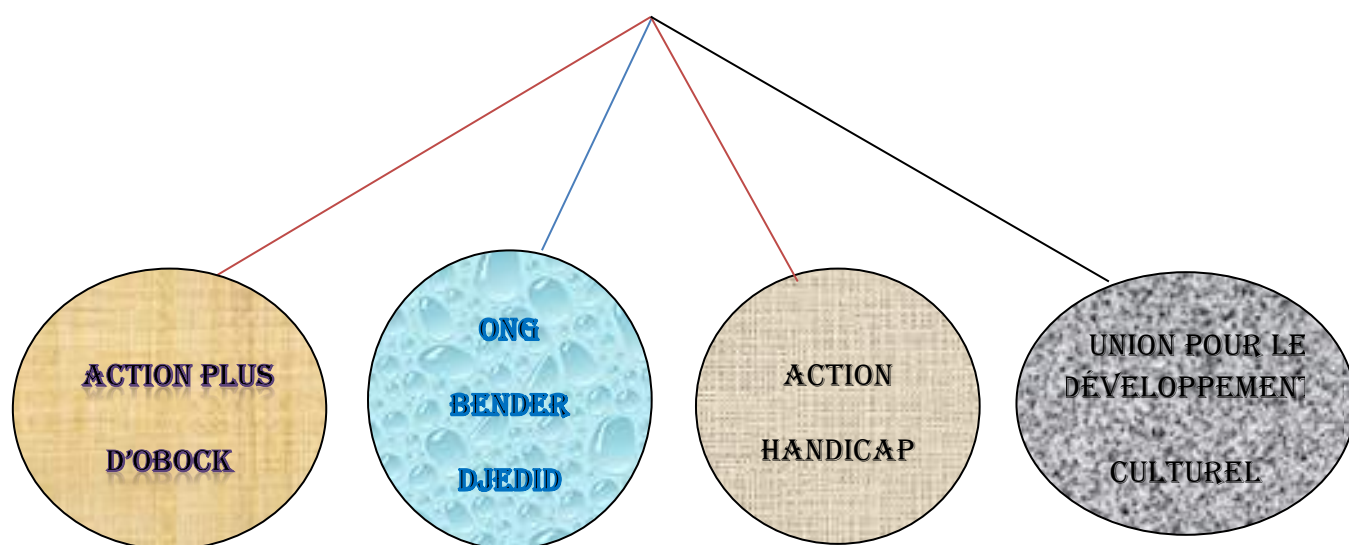 ACTION PLUS
D'OBOCK
ONG
BENDER
DJEDID
ACTION
HANDICAP
UNION POUR LE
DÉVELOPPEMENT
CULTUREL